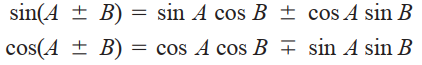 sin(A ± B) = sin A cos B ± cos A sin B
cos(A ± B) = cos A cos B ∓ sin A sin B